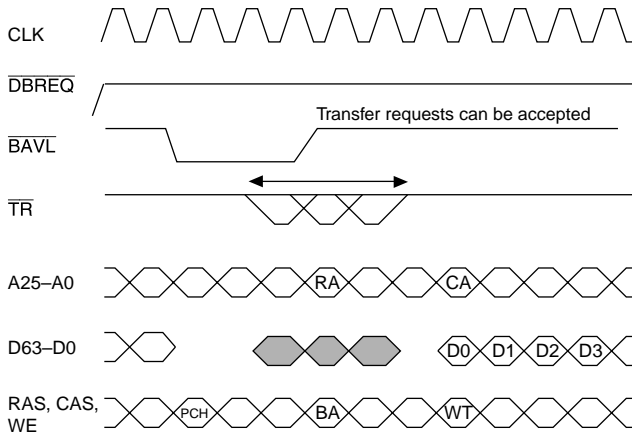 CLK
DBREQ
Transfer requests can be accepted
BAVL
TR
A25–A0 RA CA
D63–D0 D0 D1 D2 D3
RAS, CAS,
WE PCH BA WT